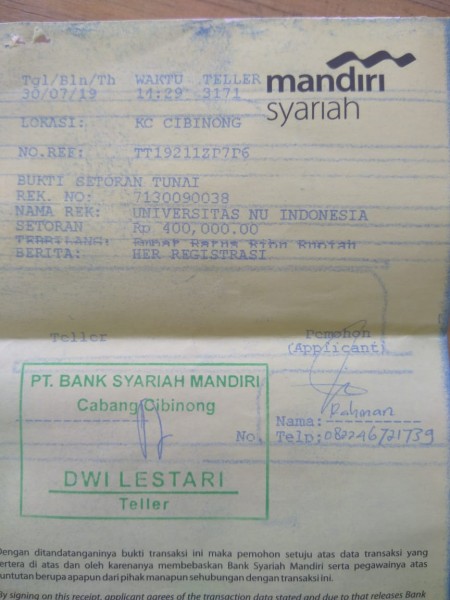 mandiri
syariah
Tgl/Bln/Th WAKTU TELLER
30/07/19 14:29 3171
LOKASI: KC CIBINONG
NO.REF: TT19211ZP7P6
BUKTI SETORAN TUNAI
REK. NO: 7130090038
NAMA REK: UNIVERSITAS NU INDONESIA
SETORAN Rp 400,000.00
TERBILANG: Empat Ratus Ribu Rupiah
BERITA: HER REGISTRASI
Teller Pemohon
(Applicant)
PT. BANK SYARIAH MANDIRI
Cabang Cibinong
DWI LESTARI
Teller
Nama: Rahman
No. Telp: 082246721739
Dengan ditandatanganinya bukti transaksi ini maka pemohon setuju atas data transaksi yang
tertera di atas dan oleh karenanya membebaskan Bank Syariah Mandiri serta pegawainya atas
tuntutan berupa apapun dari pihak manapun sehubungan dengan transaksi ini.
By signing on this receipt, applicant agrees of the transaction data stated and due to that releases Bank